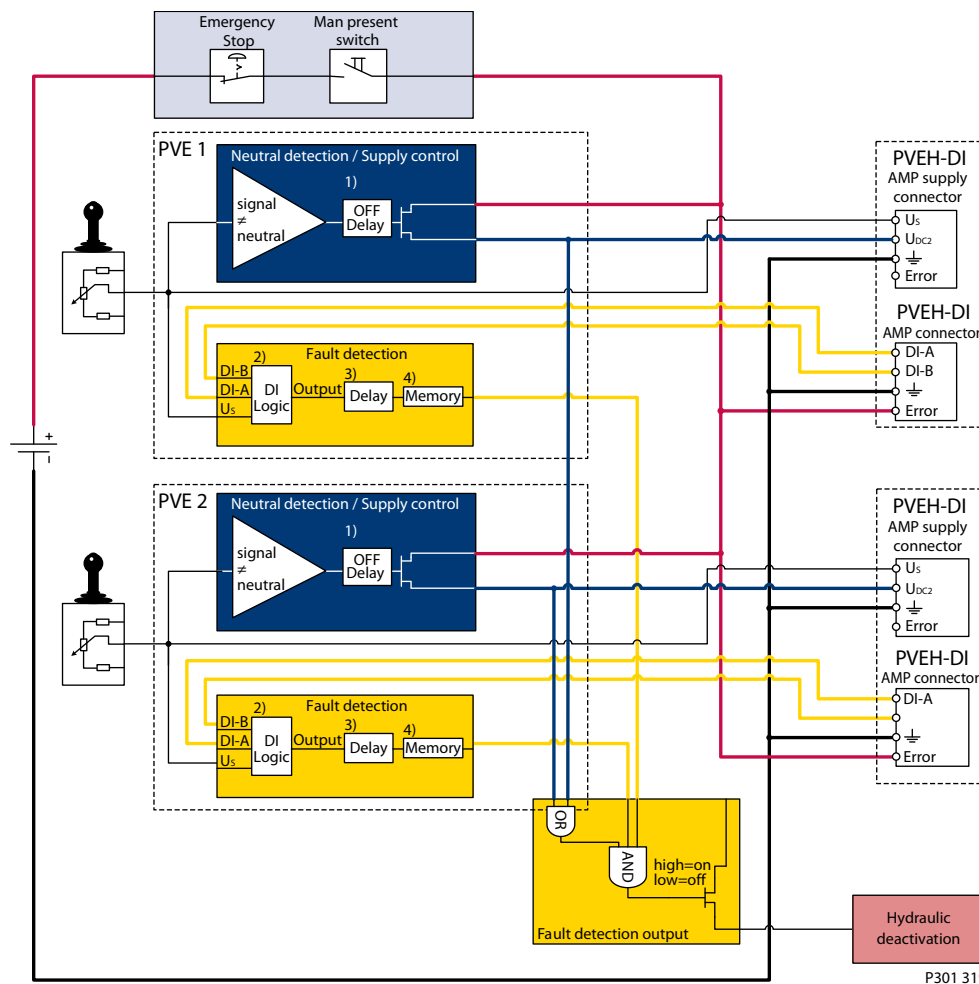 Emergency
Stop
Man present
switch
PVE 1
Neutral detection / Supply control
1)
signal
≠
neutral
OFF
Delay
+
−
Fault detection
2)
3)
4)
DI-B
DI-A
Us
DI
Logic
Output
Delay
Memory
PVEH-DI
AMP supply
connector
Us
UDC2
Error
PVEH-DI
AMP connector
DI-A
DI-B
Error
PVE 2
Neutral detection / Supply control
1)
signal
≠
neutral
OFF
Delay
Fault detection
2)
3)
4)
DI-B
DI-A
Us
DI
Logic
Output
Delay
Memory
PVEH-DI
AMP supply
connector
Us
UDC2
Error
PVEH-DI
AMP connector
DI-A
Error
OR
AND
high=on
low=off
Fault detection output
Hydraulic
deactivation
P301 31